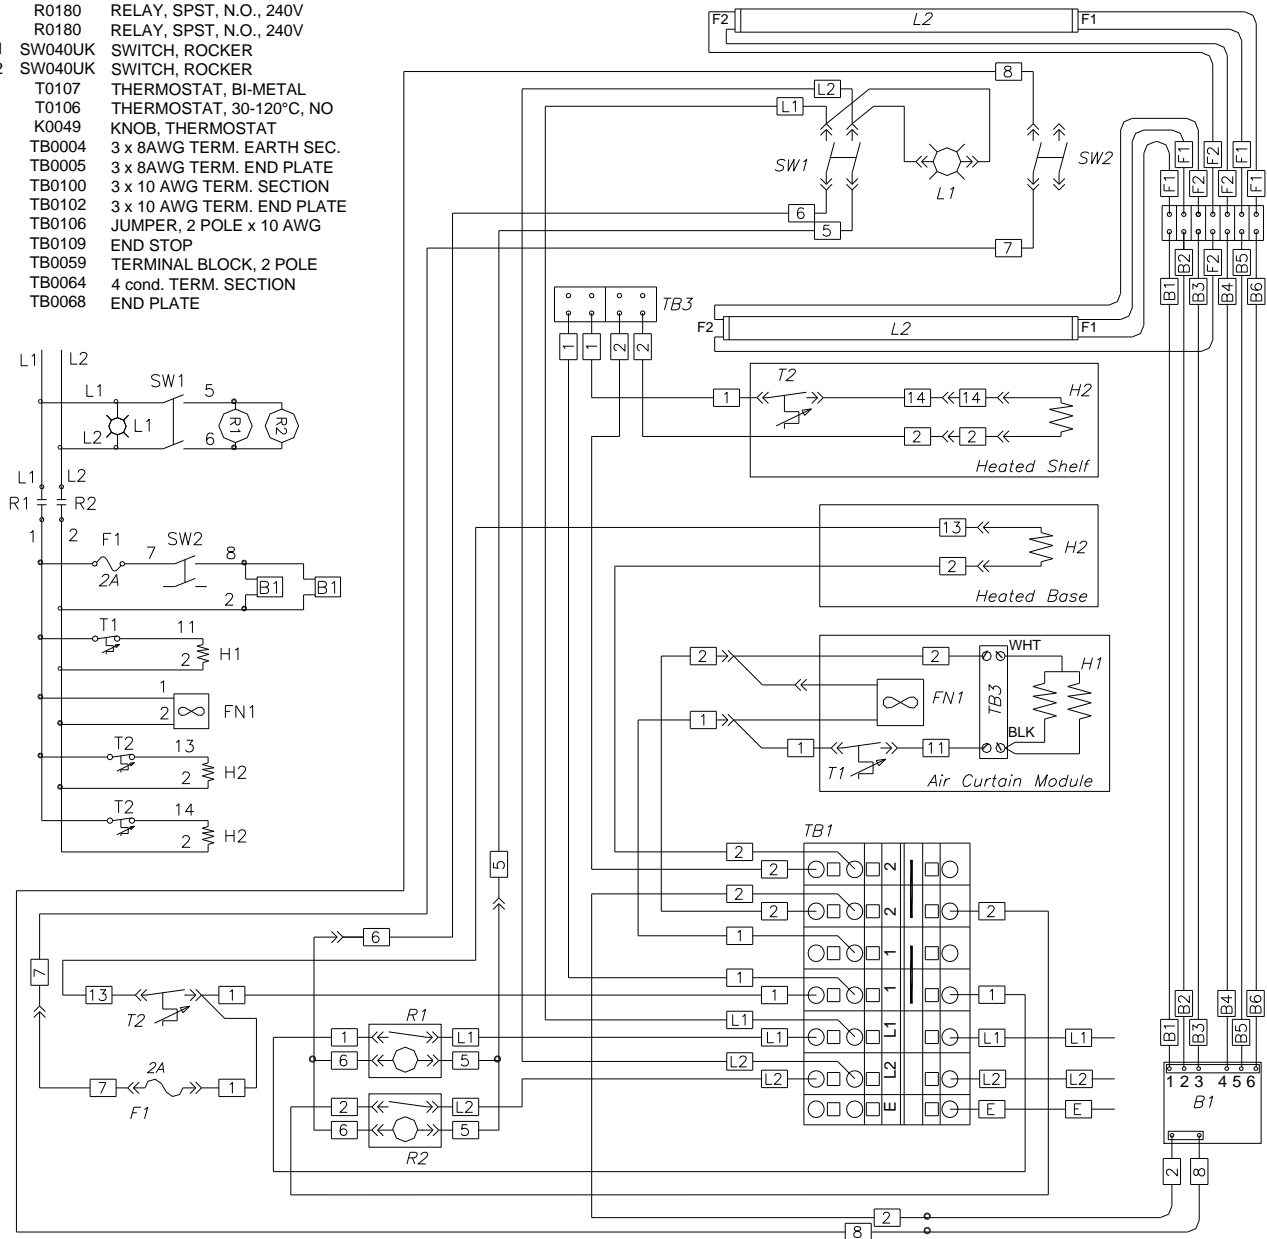 R0180 RELAY, SPST, N.O., 240V
R0180 RELAY, SPST, N.O., 240V
1 SW040UK SWITCH, ROCKER
2 SW040UK SWITCH, ROCKER
T0107 THERMOSTAT, BI-METAL
T0106 THERMOSTAT, 30-120°C, NO
K0049 KNOB, THERMOSTAT
TB0004 3 x 8AWG TERM. EARTH SEC.
TB0005 3 x 8AWG TERM. END PLATE
TB0100 3 x 10 AWG TERM. SECTION
TB0102 3 x 10 AWG TERM. END PLATE
TB0106 JUMPER, 2 POLE x 10 AWG
TB0109 END STOP
TB0059 TERMINAL BLOCK, 2 POLE
TB0064 4 cond. TERM. SECTION
TB0068 END PLATE
F2 L2 F1
8
L2
L1
SW1 L1 SW2
6
5
7
F1 F2 F1
F1 F2 F2 F1
B2 F2 B5
B1 B3 B4 B6
TB3
F2 L2 F1
1 1 2 2
T2
1 14 14 H2
2 2
Heated Shelf
13 H2
2
Heated Base
2 2 WHT H1
FN1 TB3
1
1 11 BLK
T1
Air Curtain Module
L1 L2
L1 SW1 5
L1 R1 R2
L2 6
L1 L2
R1 R2
1 2
F1 7 SW2 8
2A
B1 B1
2
T1 11
2 H1
1
2 FN1
T2 13
2 H2
T2 14
2 H2
TB1
2
2 2
2
2 2 2
1 1
1
1 1 1
L1
L1 L1 L1 L1
L2
L2 L2 L2 L2
E E E
5
6
7
13 1
T2
2A
7 1
F1
R1
1 L1
6 5
2 L2
6 5
R2
B2 B4 B6
B1 B3 B5
1 2 3 4 5 6
B1
2 8
2
8